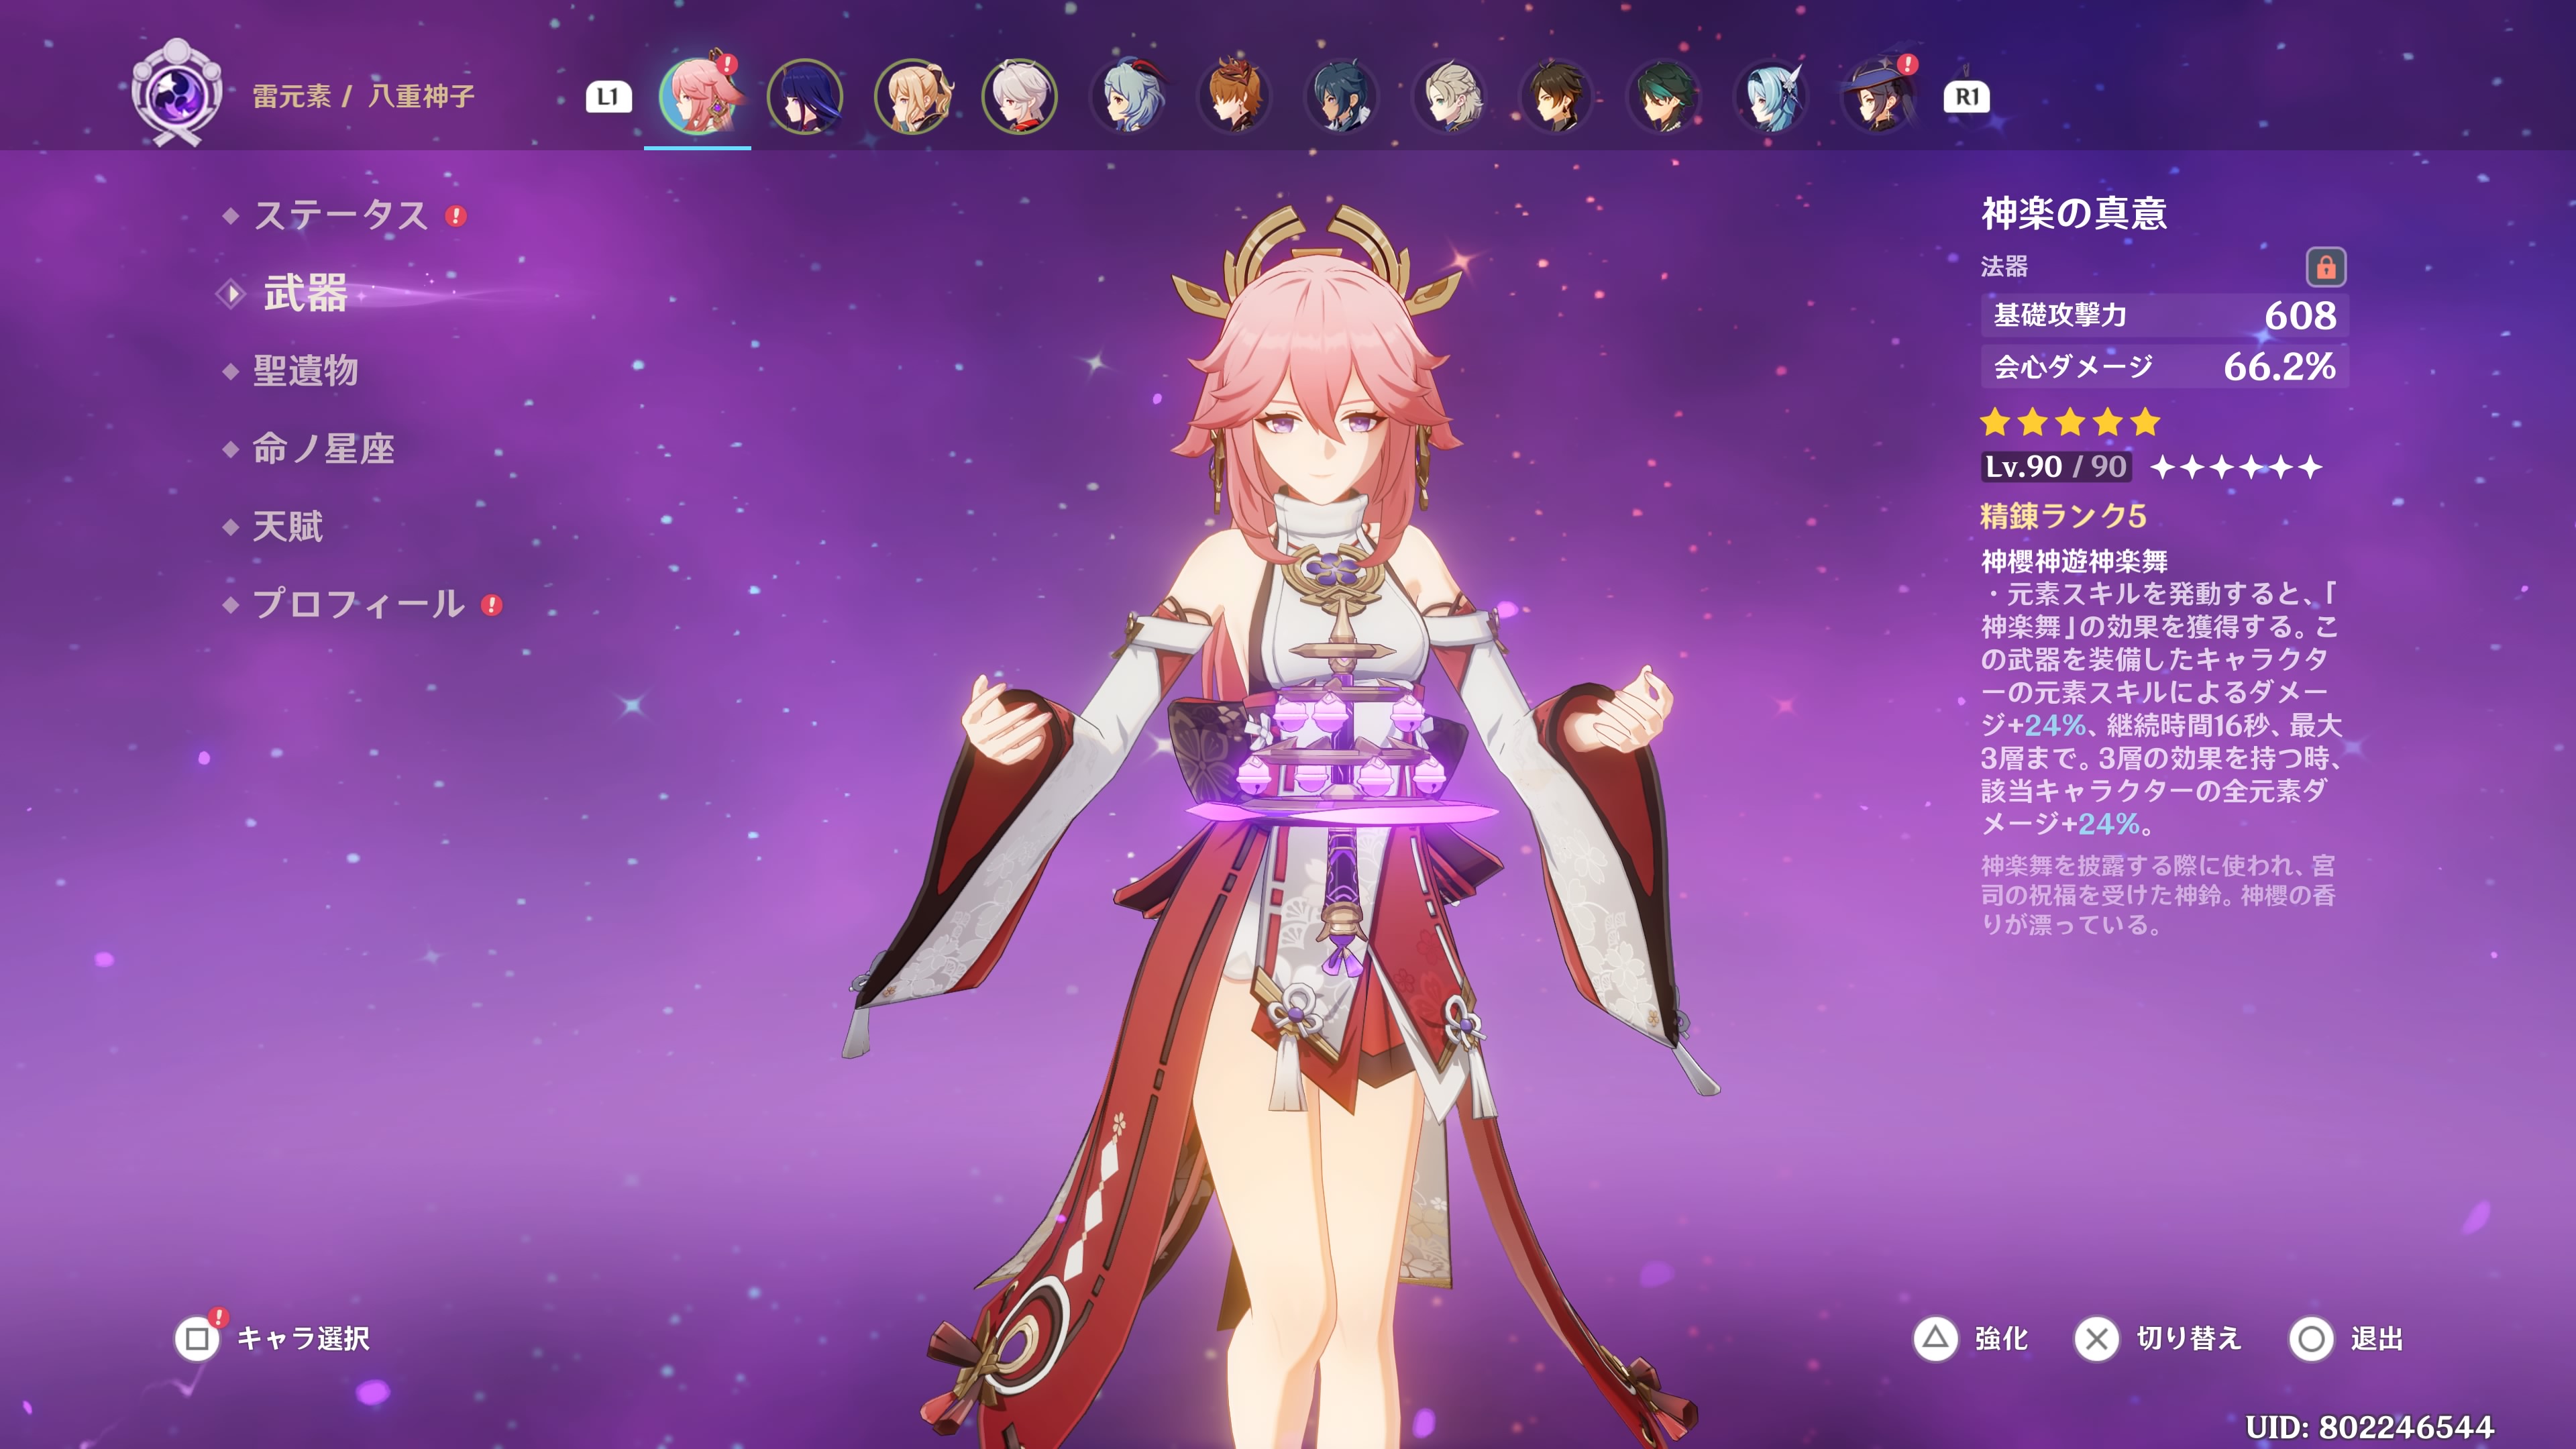 雷元素 / 八重神子
L1
R1
ステータス
武器
聖遺物
命ノ星座
天賦
プロフィール
神楽の真意
法器
基礎攻撃力 608
会心ダメージ 66.2%
Lv.90 / 90
精錬ランク5
神櫻神遊神楽舞
・元素スキルを発動すると、「
神楽舞」の効果を獲得する。こ
の武器を装備したキャラクタ
ーの元素スキルによるダメー
ジ+24%、継続時間16秒、最大
3層まで。3層の効果を持つ時、
該当キャラクターの全元素ダ
メージ+24%。
神楽舞を披露する際に使われ、宮
司の祝福を受けた神鈴。神櫻の香
りが漂っている。
キャラ選択
強化
切り替え
退出
UID: 802246544